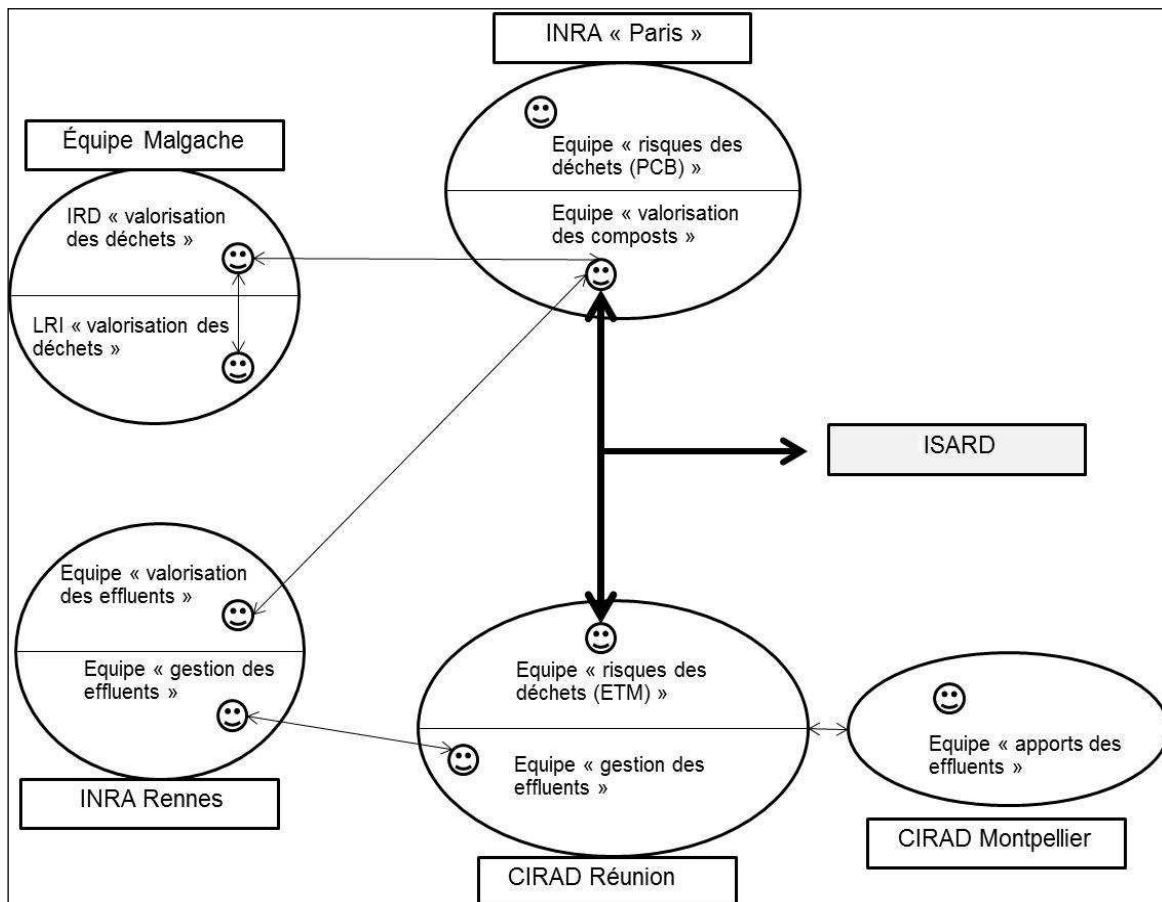 INRA « Paris »
Equipe « risques des
déchets (PCB) »
Equipe « valorisation
des composts »
Équipe Malgache
IRD « valorisation
des déchets »
LRI « valorisation des
déchets »
ISARD
Equipe « valorisation
des effluents »
Equipe « gestion des
effluents »
INRA Rennes
Equipe « risques des
déchets (ETM) »
Equipe « gestion des
effluents »
CIRAD Réunion
Equipe « apports des
effluents »
CIRAD Montpellier